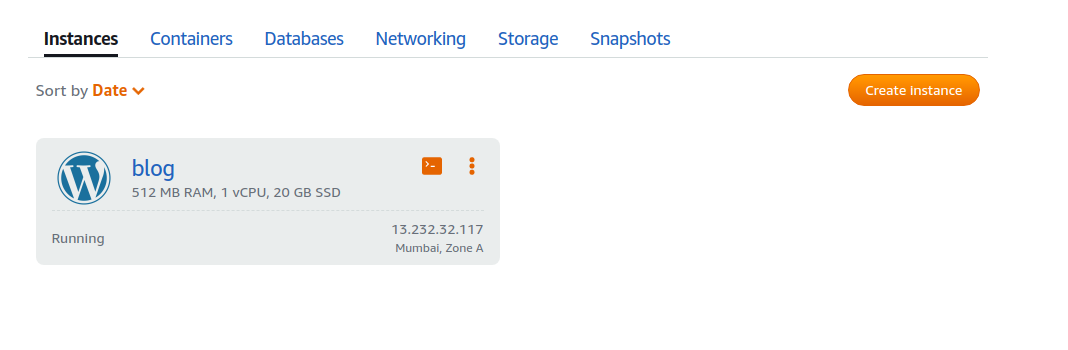 Instances Containers Databases Networking Storage Snapshots
Sort by Date Create instance
blog
512 MB RAM, 1 vCPU, 20 GB SSD
Running 13.232.32.117
Mumbai, Zone A